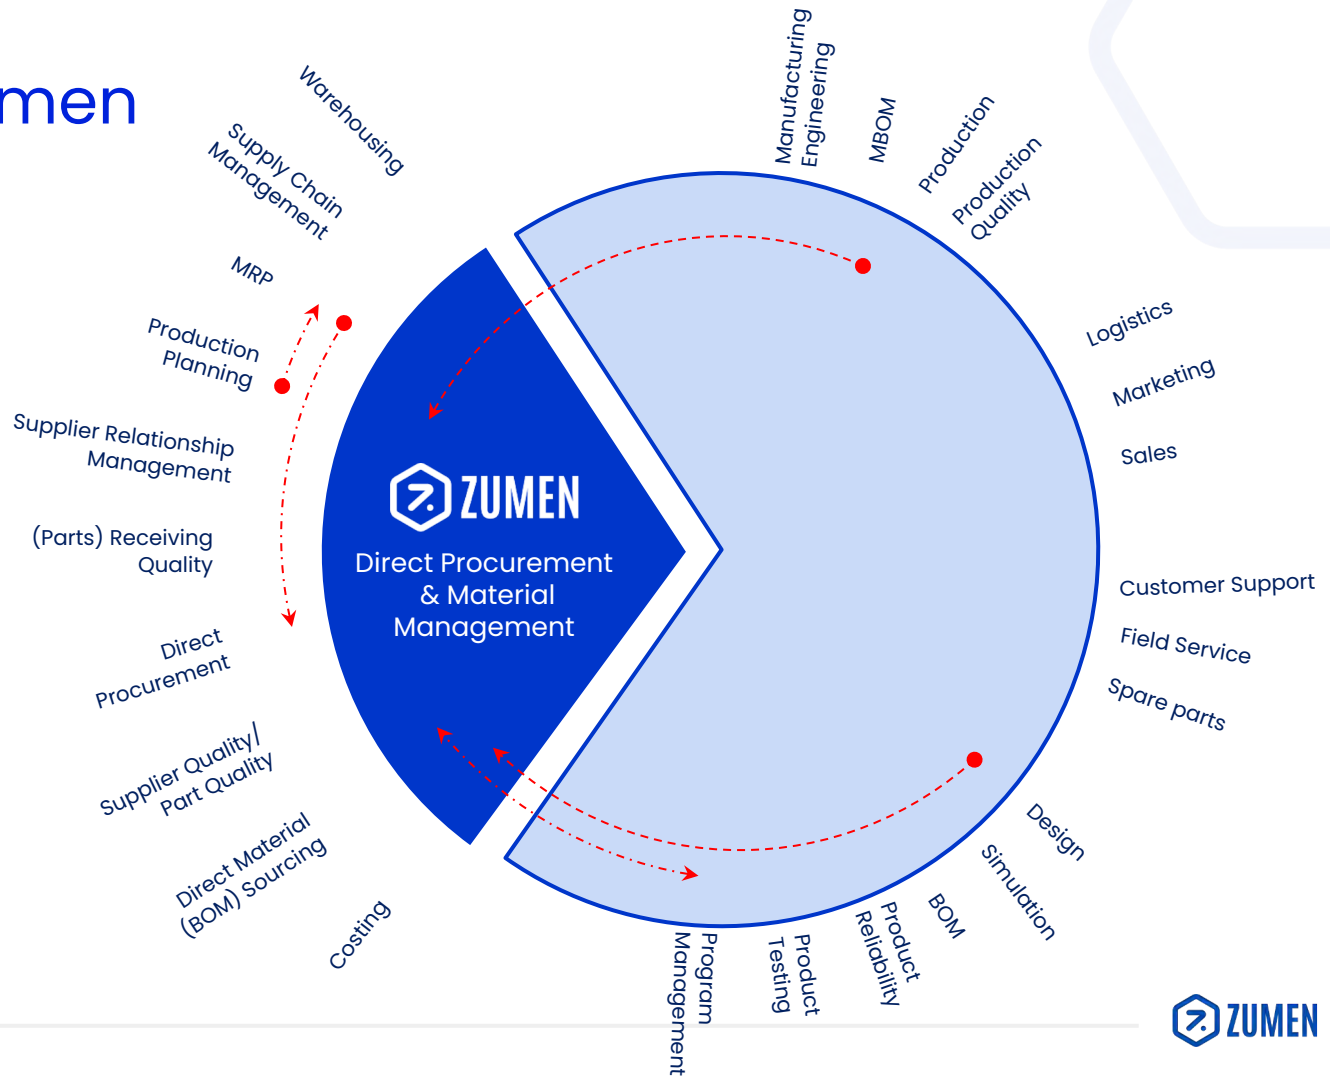 men
Warehousing
Supply Chain
Management
MRP
Production
Planning
Supplier Relationship
Management
(Parts) Receiving
Quality
Direct
Procurement
Supplier Quality/
Part Quality
Direct Material
(BOM) Sourcing
Costing
ZUMEN
Direct Procurement
& Material
Management
Manufacturing
Engineering
MBOM
Production
Production
Quality
Logistics
Marketing
Sales
Customer Support
Field Service
Spare parts
Design
Simulation
BOM
Product
Reliability
Product
Testing
Program
Management
ZUMEN